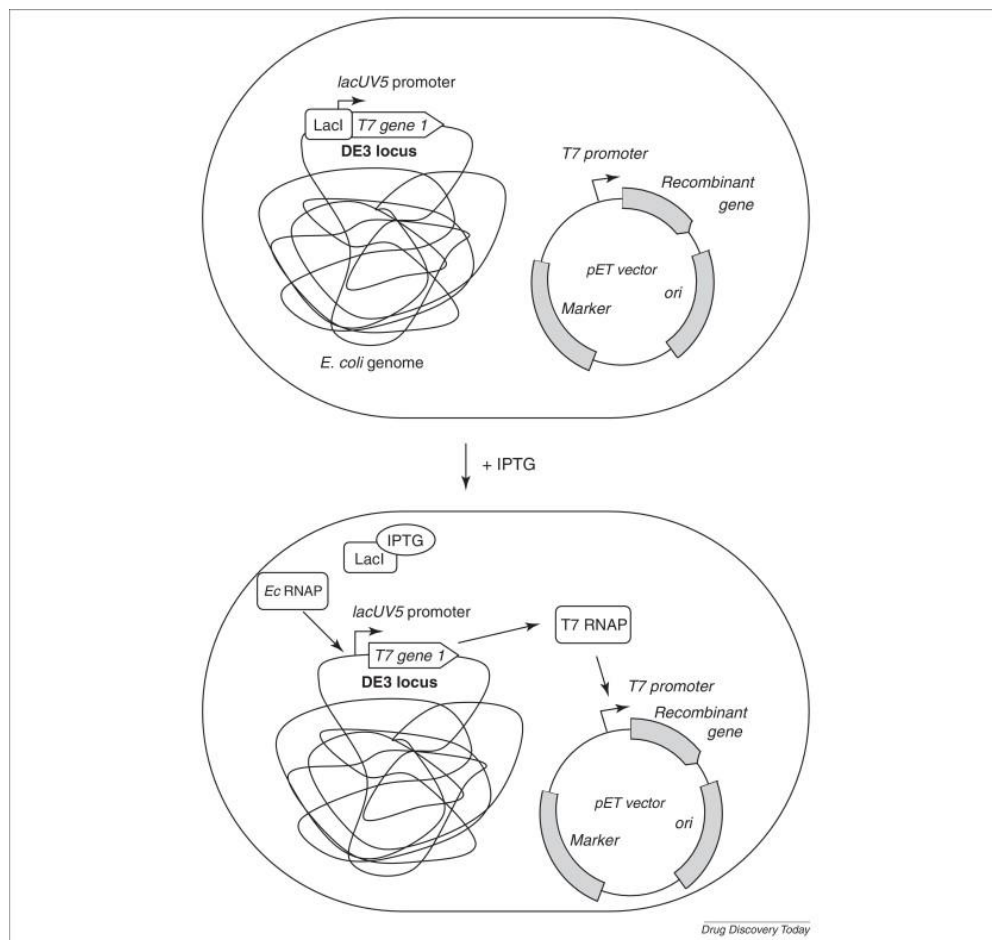 lacUV5 promoter
LacI
T7 gene 1
DE3 locus
T7 promoter
Recombinant
gene
pET vector
ori
Marker
E. coli genome
+ IPTG
IPTG
LacI
Ec RNAP
lacUV5 promoter
T7 RNAP
T7 gene 1
DE3 locus
T7 promoter
Recombinant
gene
pET vector
ori
Marker
Drug Discovery Today